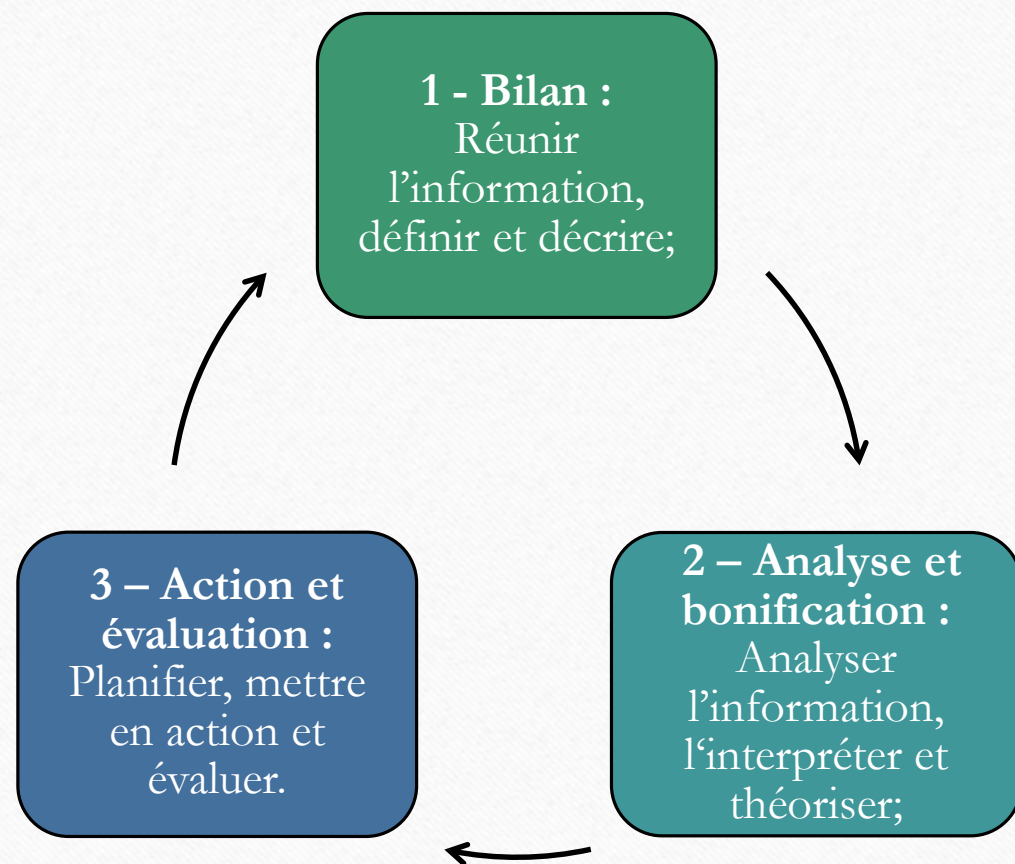 1 - Bilan :
Réunir
l’information,
définir et décrire;
2 – Analyse et
bonification :
Analyser
l’information,
l‘interpréter et
théoriser;
3 – Action et
évaluation :
Planifier, mettre
en action et
évaluer.